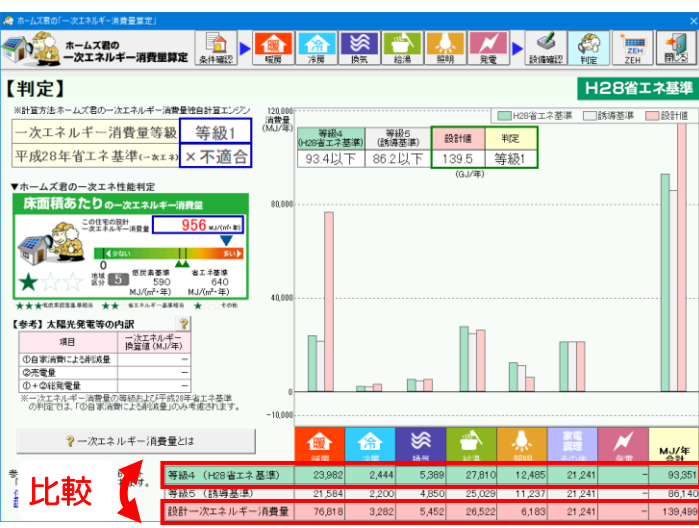 ホームズ君の「一次エネルギー消費量算定」
ホームズ君の
一次エネルギー消費量算定
条件確認
暖
暖房
冷
冷房
換気
給湯
照明
発電
設備確認
判定
ZEH
ZEH
閉じる
【判定】
H28省エネ基準
※計算方法:ホームズ君の一次エネルギー消費量独自計算エンジン
一次エネルギー消費量等級 等級1
平成28年省エネ基準(一次エネ) ×不適合
▼ホームズ君の一次エネ性能判定
床面積あたりの一次エネルギー消費量
この住宅の設計
一次エネルギー消費量
956 MJ/(㎡・年)
少ない
多い
0
地域
区分
5
低炭素基準
590
MJ/(㎡・年)
省エネ基準
640
MJ/(㎡・年)
★☆☆
★★★低炭素認定基準相当 ★★ 省エネルギー基準相当 ★ その他
【参考】太陽光発電等の内訳
?
項目 一次エネルギー
換算値(MJ/年)
①自家消費による削減量 −
②売電量 −
①+②総発電量 −
※一次エネルギー消費量の等級および平成28年省エネ基準
の判定では、「①自家消費による削減量」のみ考慮されます。
?一次エネルギー消費量とは
消費量
(MJ/年)
120,000
80,000
40,000
0
-10,000
H28省エネ基準 誘導基準 設計値
等級4
(H28省エネ基準)
等級5
(誘導基準)
設計値 判定
93.4以下 86.2以下 139.5 等級1
(GJ/年)
暖 冷 家電
調理
MJ/年
合計
比較
等級4 (H28省エネ基準) 23,982 2,444 5,389 27,810 12,485 21,241 − 93,351
等級5 (誘導基準) 21,584 2,200 4,850 25,029 11,237 21,241 − 86,140
設計一次エネルギー消費量 76,818 3,282 5,452 26,522 6,183 21,241 − 139,499